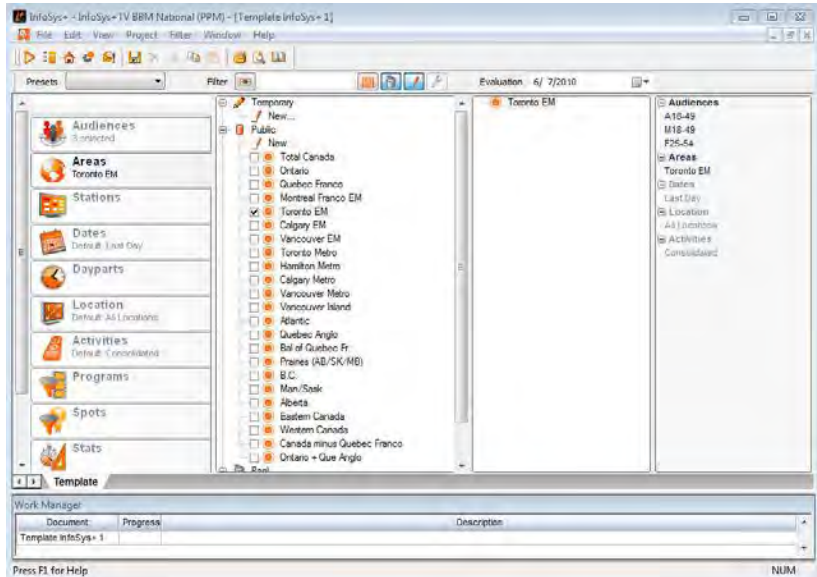 InfoSys+ - InfoSys+TV BBM National (PPM) - [Template InfoSys+ 1]
File Edit View Project Filter Window Help
Presets
Filter
Evaluation 6/ 7/2010
Audiences
3 selected
Areas
Toronto EM
Stations
Dates
Default: Last Day
Dayparts
Location
Default: All Locations
Activities
Default: Consolidated
Programs
Spots
Stats
Temporary
New...
Public
New
Total Canada
Ontario
Quebec Franco
Montreal Franco EM
Toronto EM
Calgary EM
Vancouver EM
Toronto Metro
Hamilton Metro
Calgary Metro
Vancouver Metro
Vancouver Island
Atlantic
Quebec Anglo
Bal of Quebec Fr
Prairies (AB/SK/MB)
B.C.
Man/Sask
Alberta
Eastern Canada
Western Canada
Canada minus Quebec Franco
Ontario + Que Anglo
Toronto EM
Audiences
A18-49
M18-49
F25-54
Areas
Toronto EM
Dates
Last Day
Location
All Locations
Activities
Consolidated
Template
Work Manager
Document Progress Description
Template InfoSys+ 1
Press F1 for Help
NUM